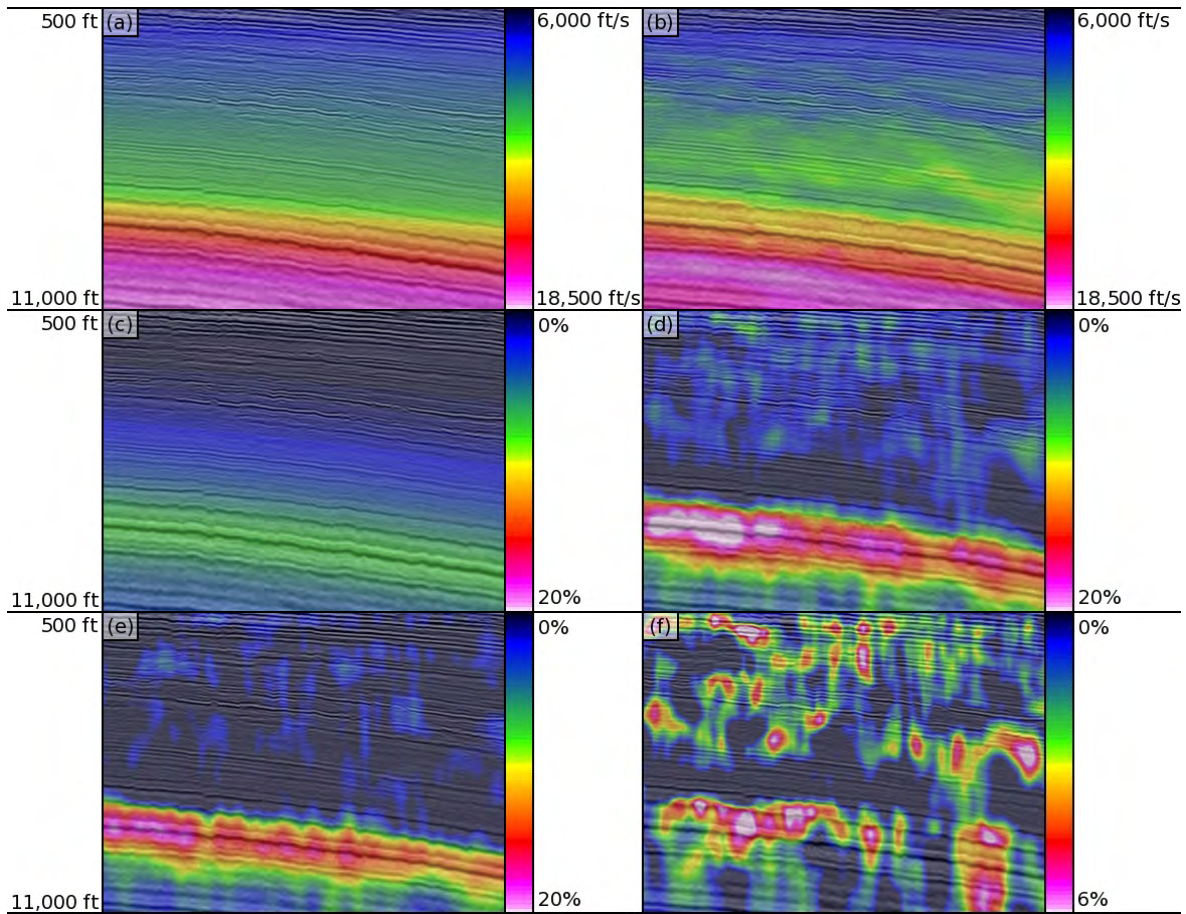 500 ft (a) 6,000 ft/s (b) 6,000 ft/s
11,000 ft 18,500 ft/s 18,500 ft/s
500 ft (c) 0% (d) 0%
11,000 ft 20% 20%
500 ft (e) 0% (f) 0%
11,000 ft 20% 6%